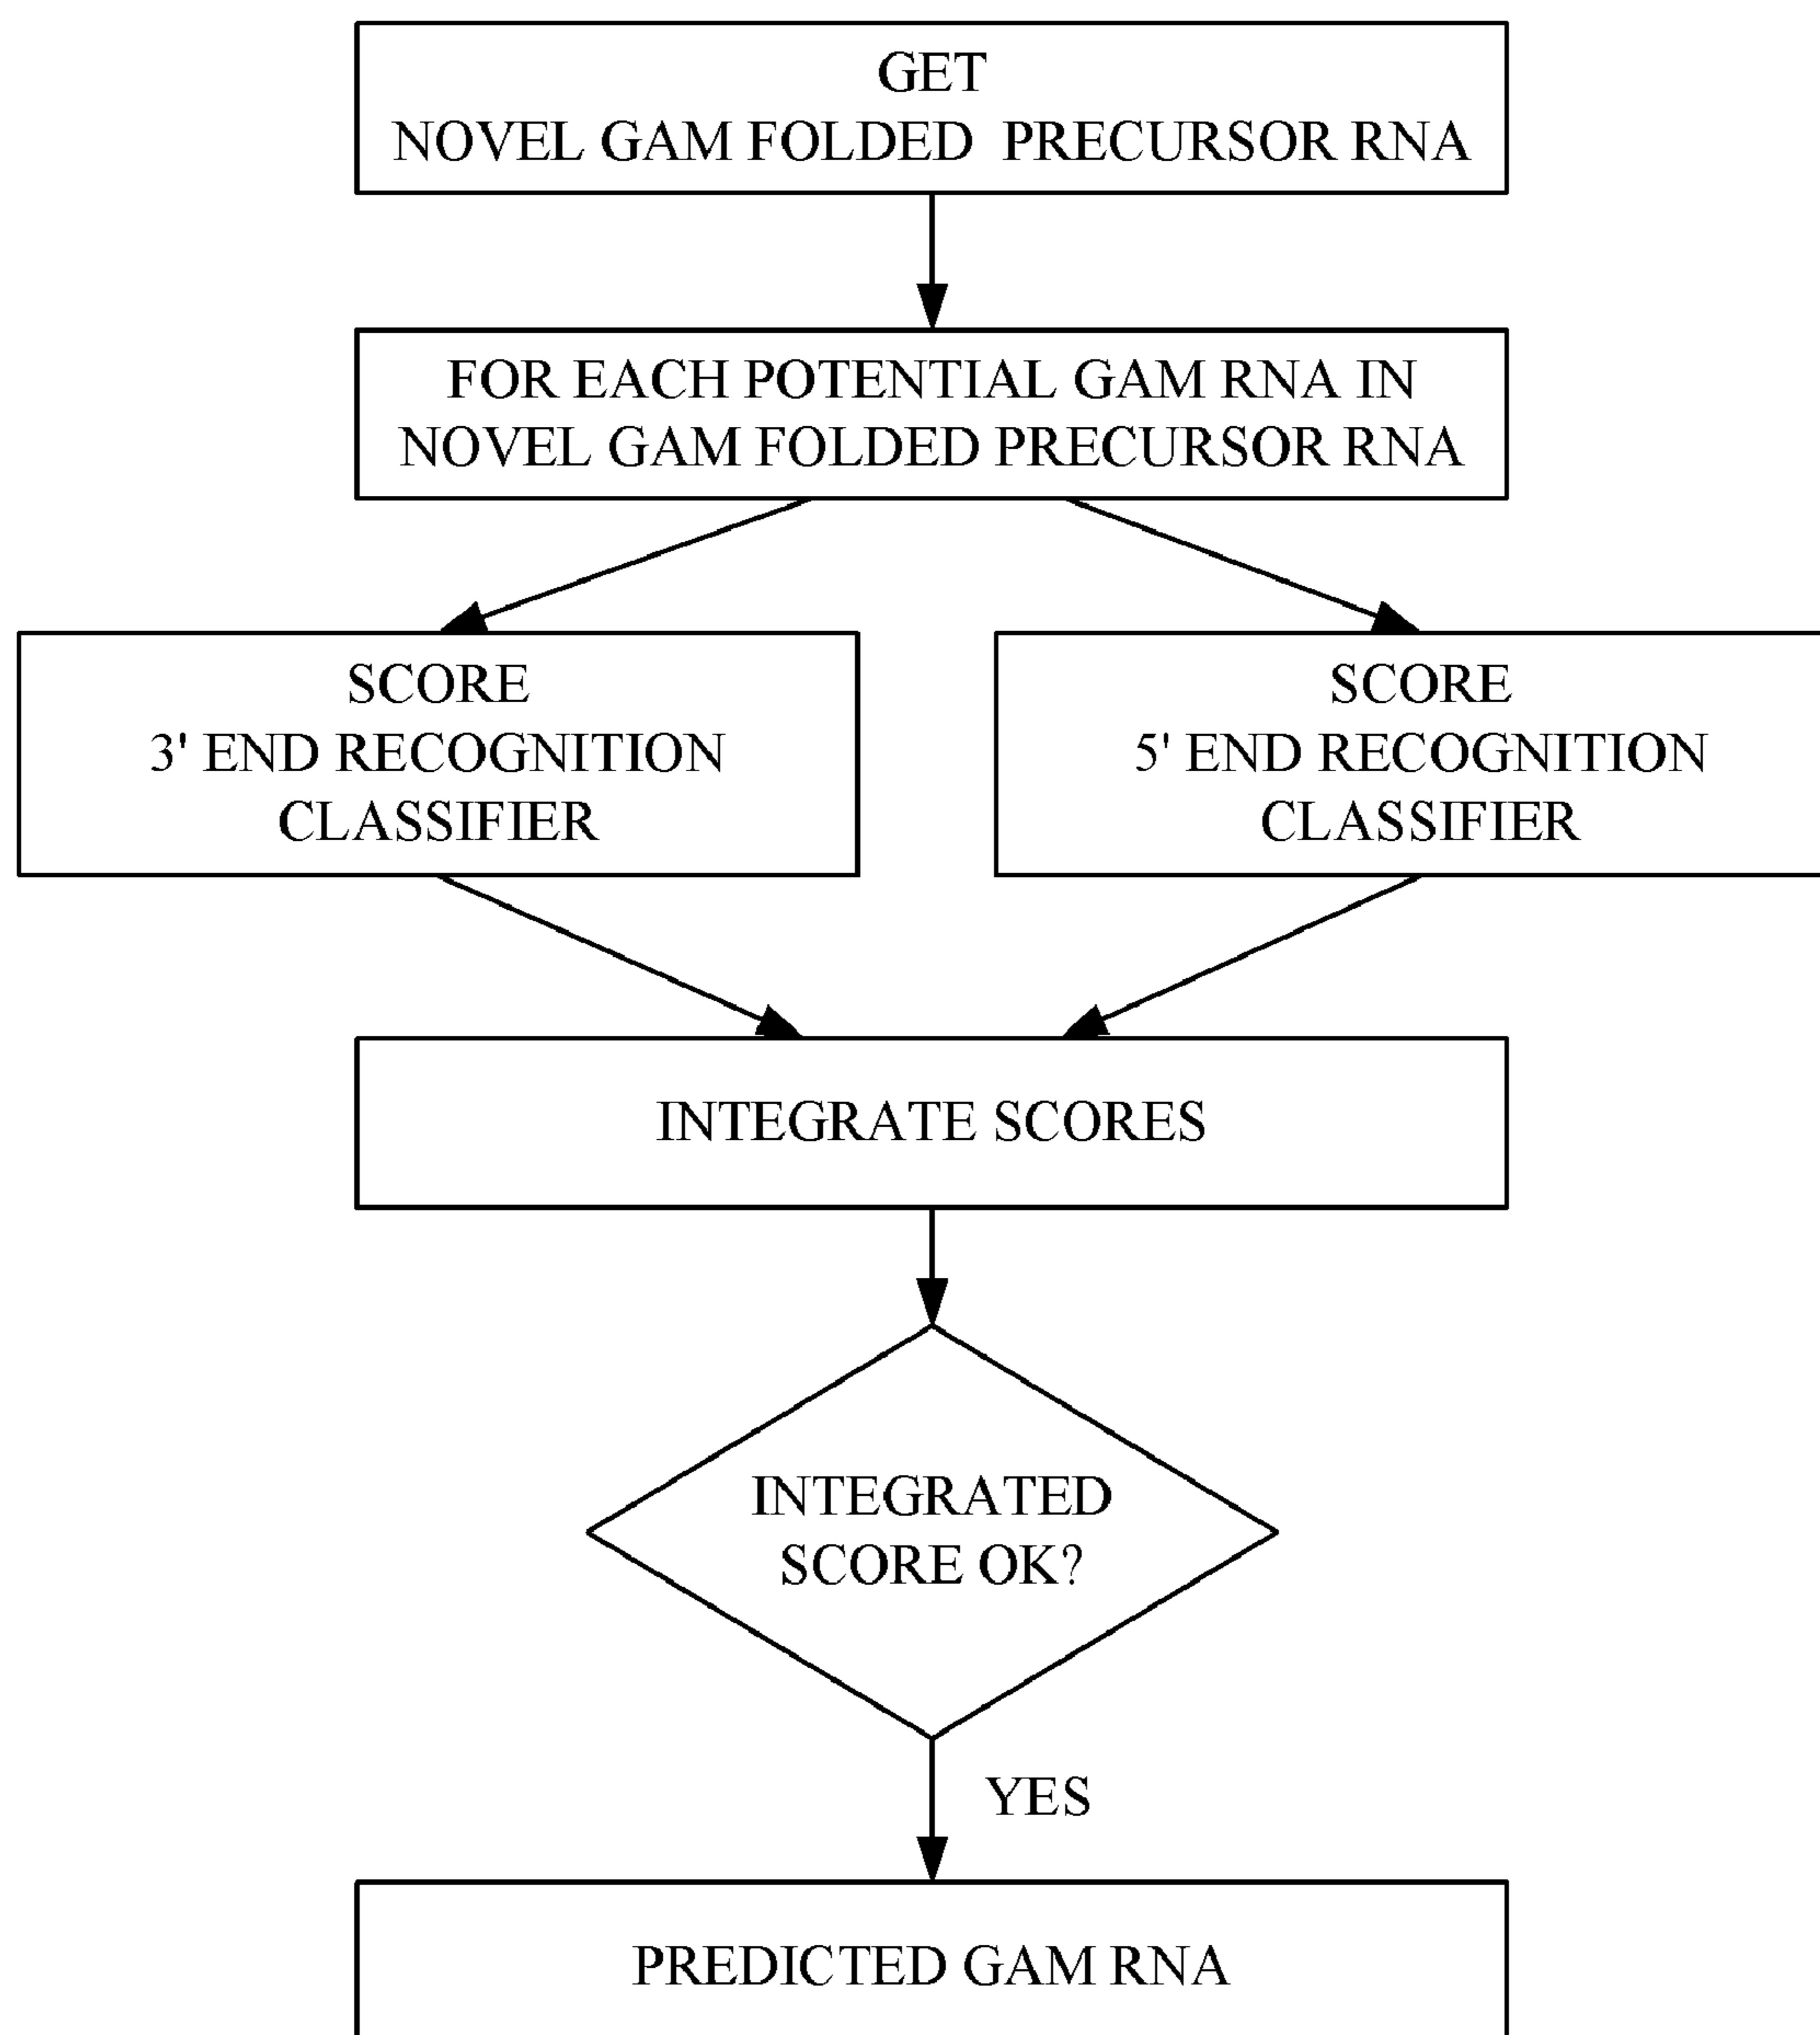 GET
NOVEL GAM FOLDED PRECURSOR RNA
FOR EACH POTENTIAL GAM RNA IN
NOVEL GAM FOLDED PRECURSOR RNA
SCORE
3' END RECOGNITION
CLASSIFIER
SCORE
5' END RECOGNITION
CLASSIFIER
INTEGRATE SCORES
INTEGRATED
SCORE OK?
YES
PREDICTED GAM RNA